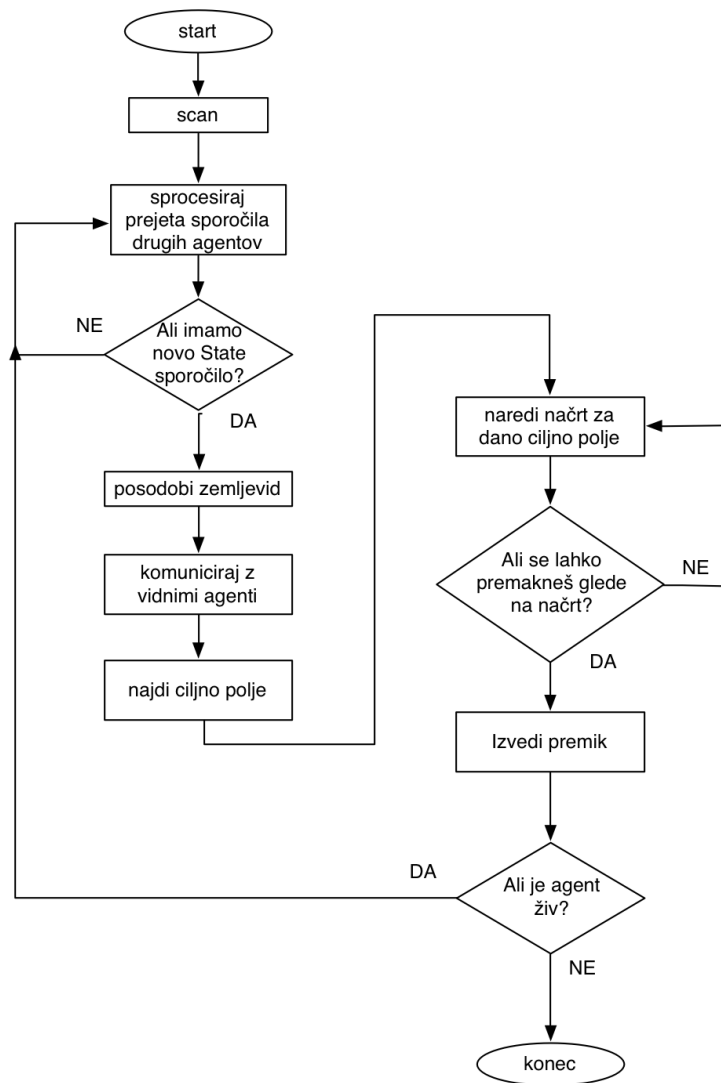 start
scan
sprocesiraj
prejeta sporočila
drugih agentov
NE
Ali imamo
novo State
sporočilo?
DA
posodobi zemljevid
komuniciraj z
vidnimi agenti
najdi ciljno polje
naredi načrt za
dano ciljno polje
Ali se lahko
premakneš glede
na načrt?
NE
DA
Izvedi premik
DA
Ali je agent
živ?
NE
konec